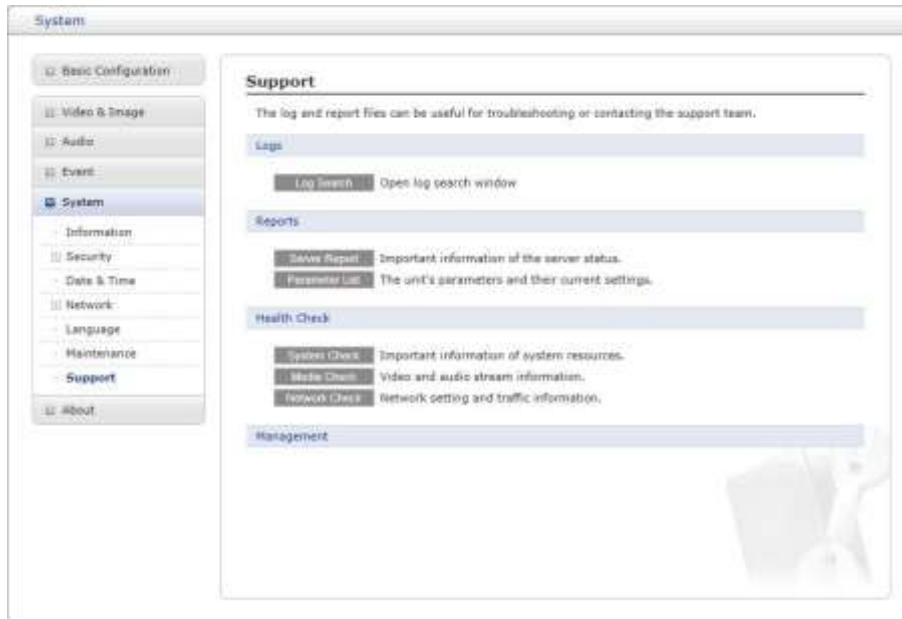 System
Basic Configuration
Video & Image
Audio
Event
System
Information
Security
Date & Time
Network
Language
Maintenance
Support
About
Support
The log and report files can be useful for troubleshooting or contacting the support team.
Logs
Log Search Open log search window
Reports
Server Report Important information of the server status.
Parameter List The unit's parameters and their current settings.
Health Check
System Check Important information of system resources.
Media Check Video and audio stream information.
Network Check Network setting and traffic information.
Management